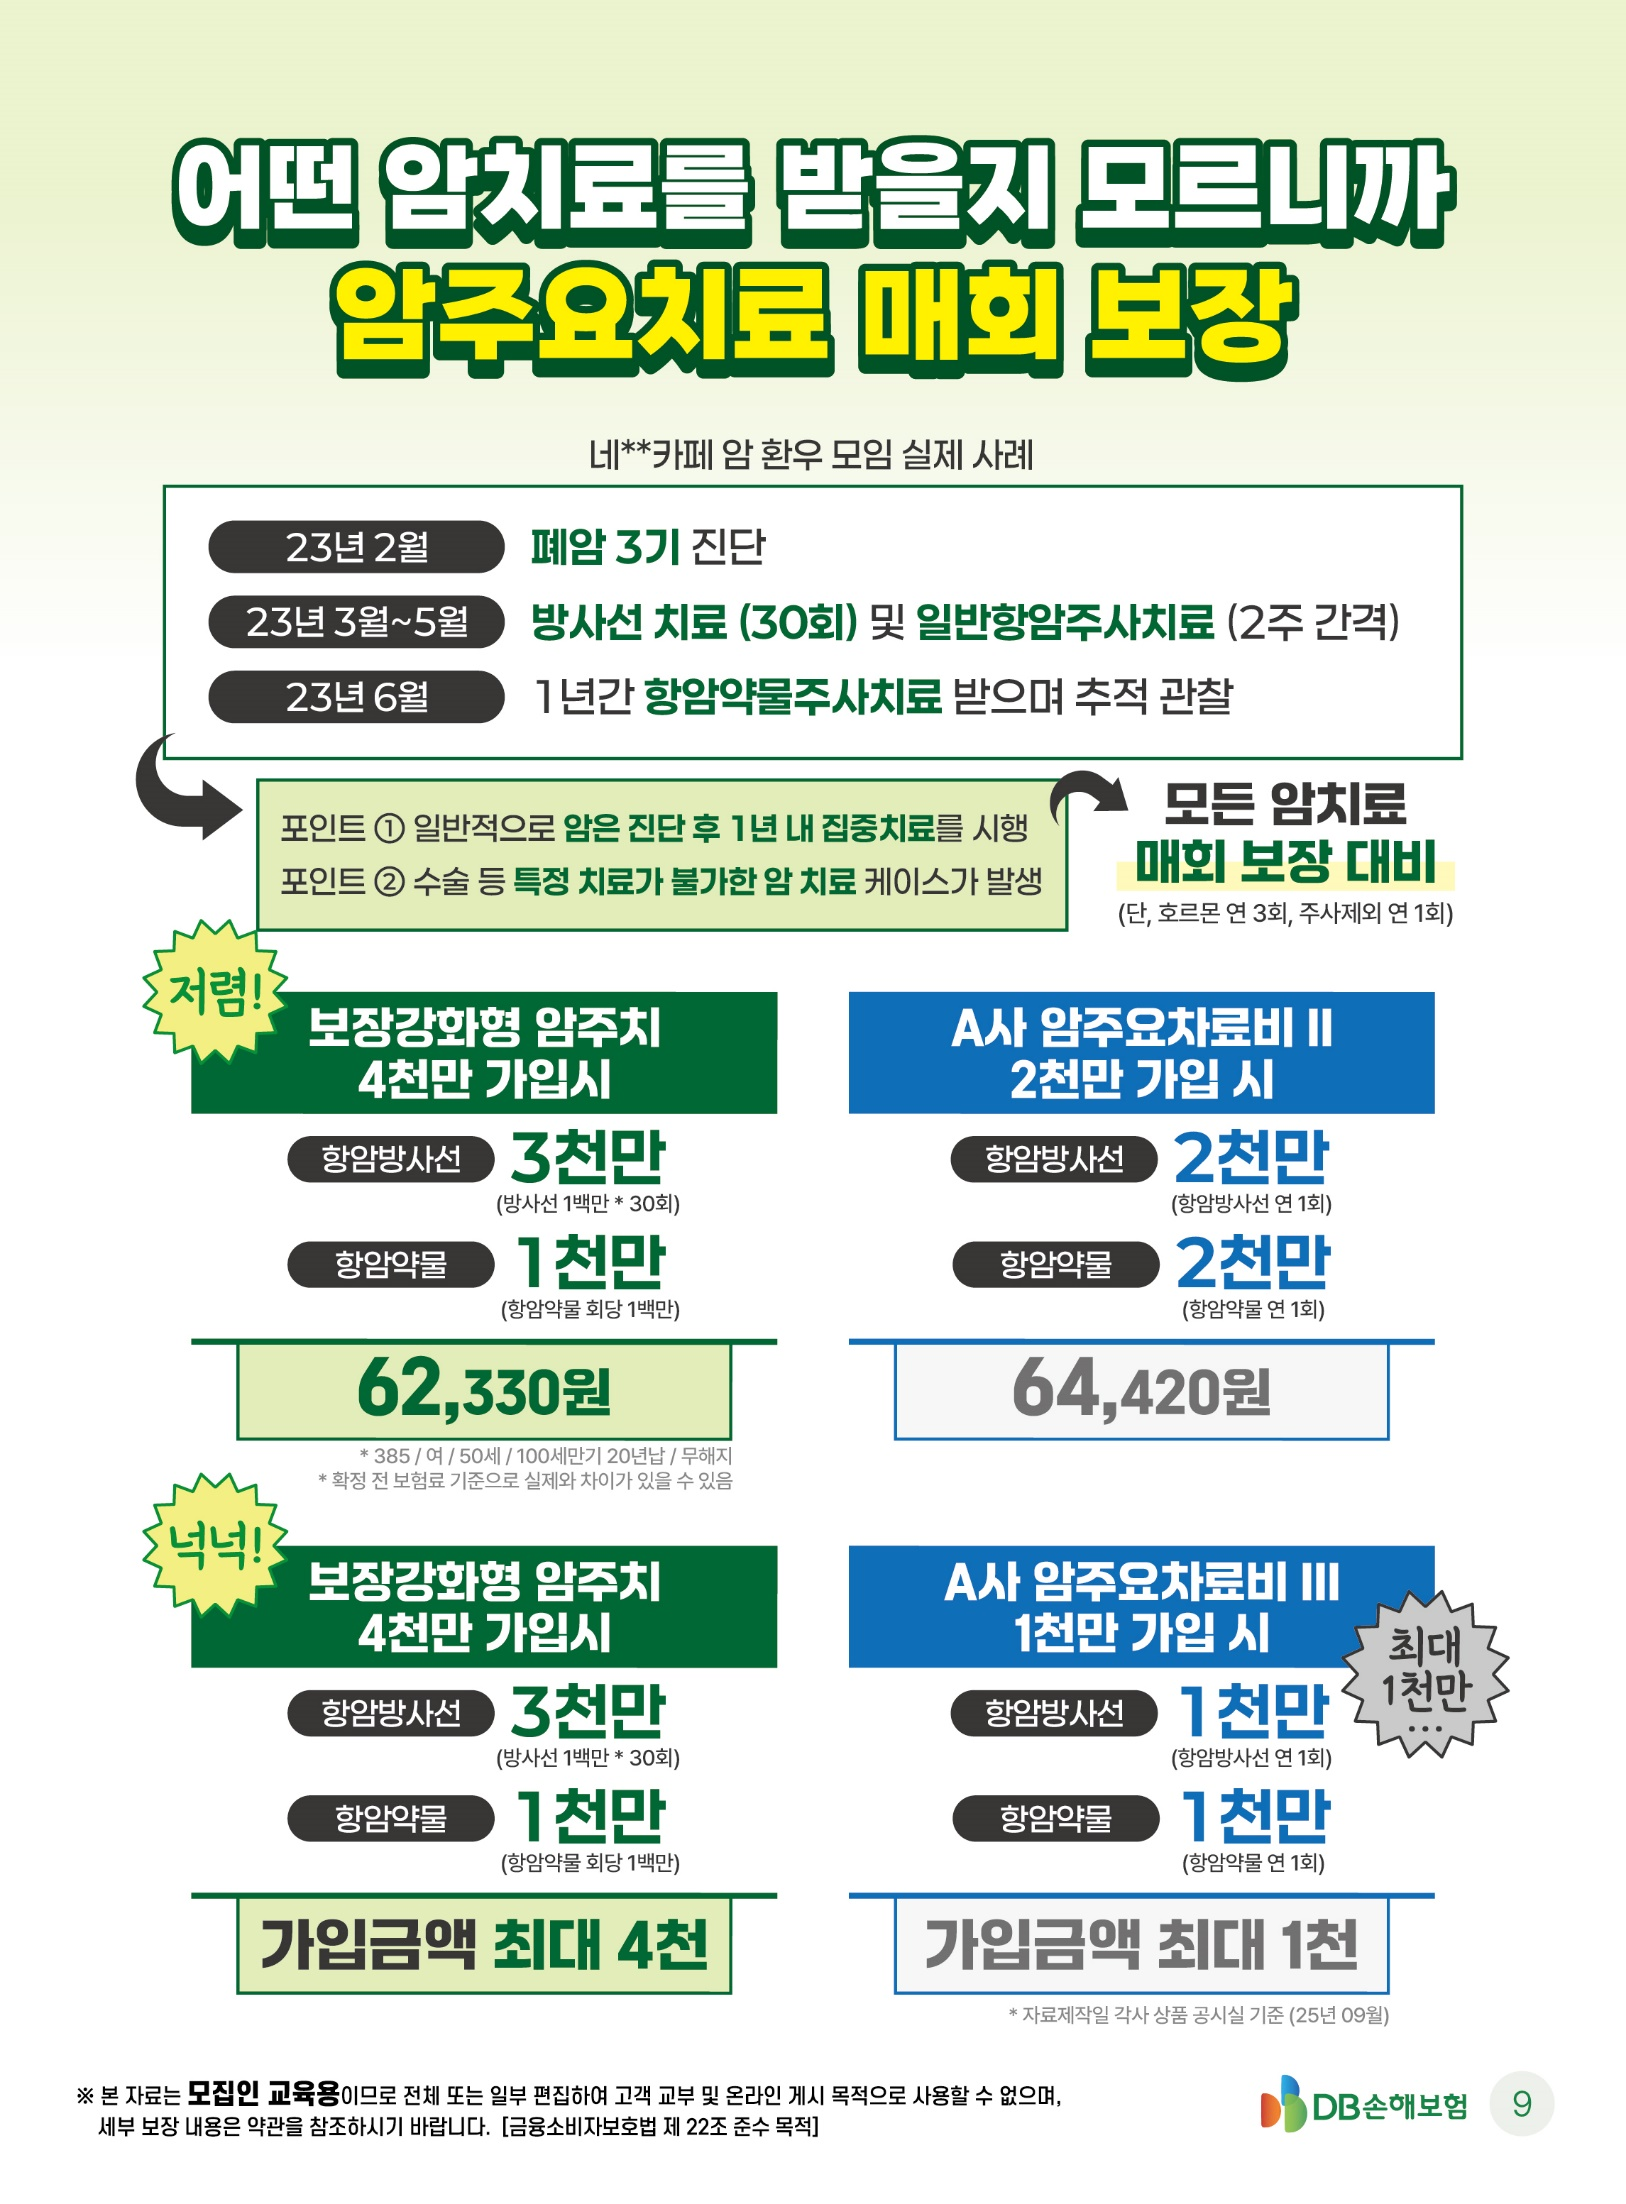 어떤 암치료를 받을지 모르니까
암주요치료 매회 보장
네**카페 암 환우 모임 실제 사례
23년 2월 폐암 3기 진단
23년 3월~5월 방사선 치료 (30회) 및 일반항암주사치료 (2주 간격)
23년 6월 1년간 항암약물주사치료 받으며 추적 관찰
포인트 ① 일반적으로 암은 진단 후 1년 내 집중치료를 시행
포인트 ② 수술 등 특정 치료가 불가한 암 치료 케이스가 발생
모든 암치료
매회 보장 대비
(단, 호르몬 연 3회, 주사제외 연 1회)
저렴!
보장강화형 암주치
4천만 가입시
항암방사선 3천만
(방사선 1백만 * 30회)
항암약물 1천만
(항암약물 회당 1백만)
62,330원
* 385 / 여 / 50세 / 100세만기 20년납 / 무해지
* 확정 전 보험료 기준으로 실제와 차이가 있을 수 있음
A사 암주요차료비 II
2천만 가입 시
항암방사선 2천만
(항암방사선 연 1회)
항암약물 2천만
(항암약물 연 1회)
64,420원
넉넉!
보장강화형 암주치
4천만 가입시
항암방사선 3천만
(방사선 1백만 * 30회)
항암약물 1천만
(항암약물 회당 1백만)
가입금액 최대 4천
A사 암주요차료비 III
1천만 가입 시
최대
1천만
...
항암방사선 1천만
(항암방사선 연 1회)
항암약물 1천만
(항암약물 연 1회)
가입금액 최대 1천
* 자료제작일 각사 상품 공시실 기준 (25년 09월)
※ 본 자료는 모집인 교육용이므로 전체 또는 일부 편집하여 고객 교부 및 온라인 게시 목적으로 사용할 수 없으며,
세부 보장 내용은 약관을 참조하시기 바랍니다. [금융소비자보호법 제 22조 준수 목적]
DB손해보험
9